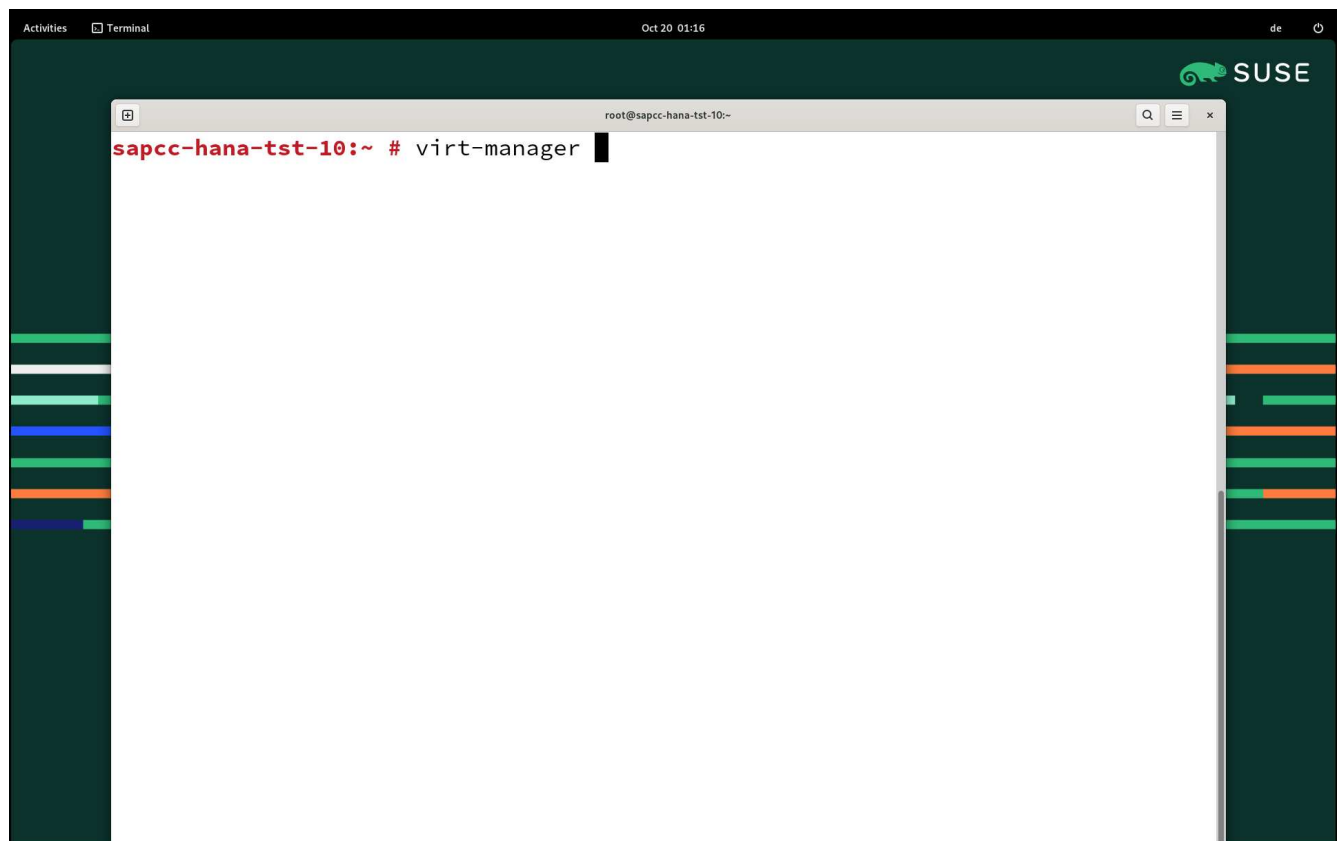 Activities Terminal Oct 20 01:16 de
SUSE
root@sapcc-hana-tst-10:~
sapcc-hana-tst-10:~ # virt-manager